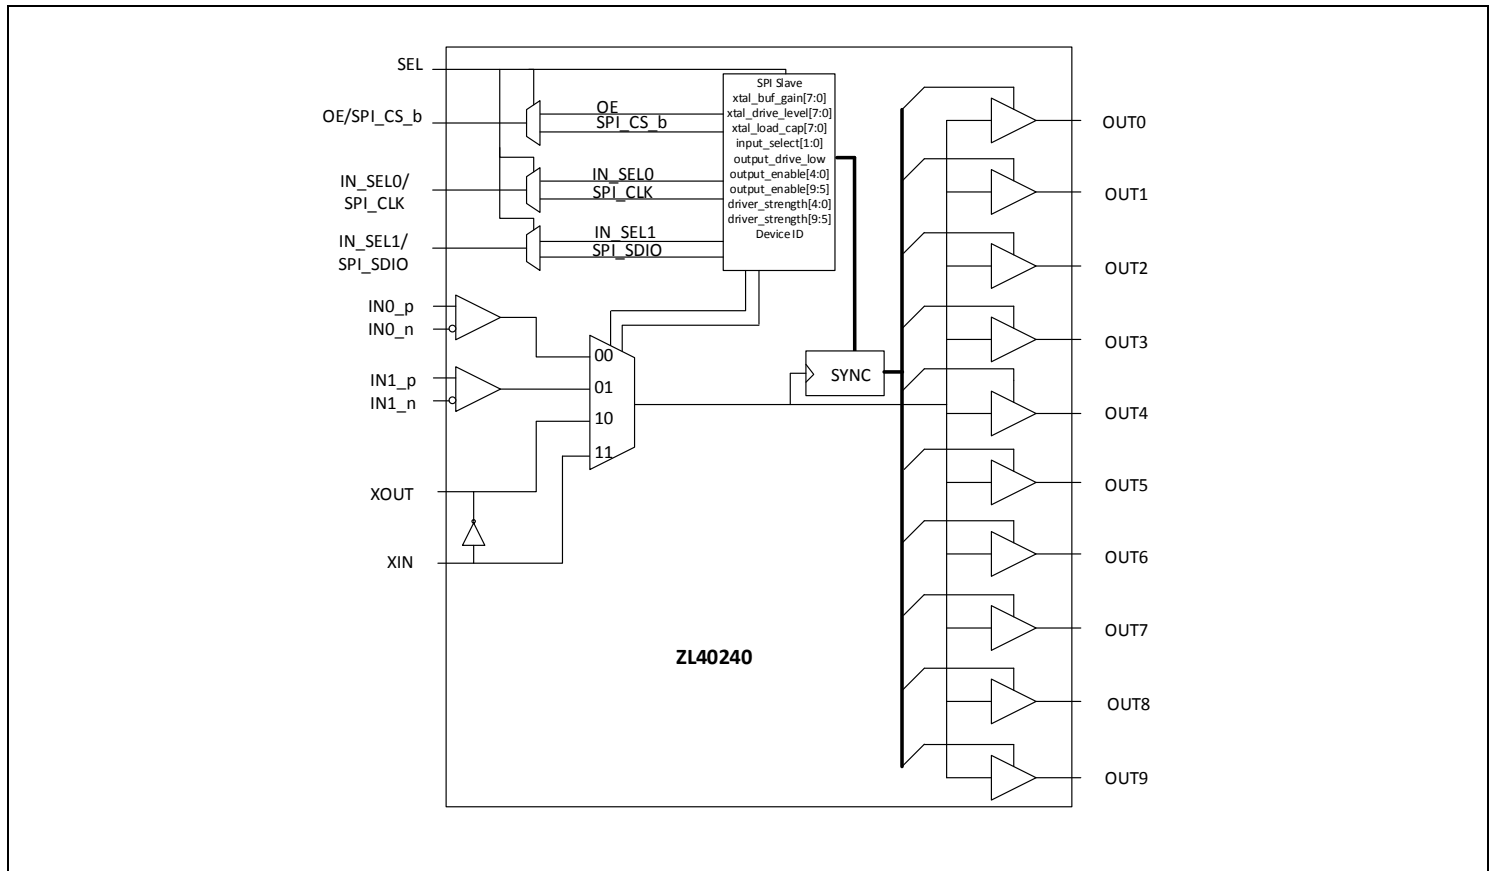 SEL
OE/SPI_CS_b
IN_SEL0/
SPI_CLK
IN_SEL1/
SPI_SDIO
IN0_p
IN0_n
IN1_p
IN1_n
XOUT
XIN
OE
SPI_CS_b
IN_SEL0
SPI_CLK
IN_SEL1
SPI_SDIO
SPI Slave
xtal_buf_gain[7:0]
xtal_drive_level[7:0]
xtal_load_cap[7:0]
input_select[1:0]
output_drive_low
output_enable[4:0]
output_enable[9:5]
driver_strength[4:0]
driver_strength[9:5]
Device ID
00
01
10
11
SYNC
ZL40240
OUT0
OUT1
OUT2
OUT3
OUT4
OUT5
OUT6
OUT7
OUT8
OUT9